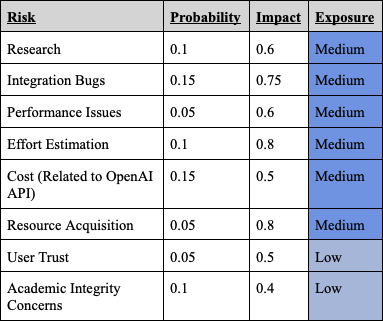 Risk Probability Impact Exposure
Research 0.1 0.6 Medium
Integration Bugs 0.15 0.75 Medium
Performance Issues 0.05 0.6 Medium
Effort Estimation 0.1 0.8 Medium
Cost (Related to OpenAI 0.15 0.5 Medium
API)
Resource Acquisition 0.05 0.8 Medium
User Trust 0.05 0.5 Low
Academic Integrity 0.1 0.4 Low
Concerns